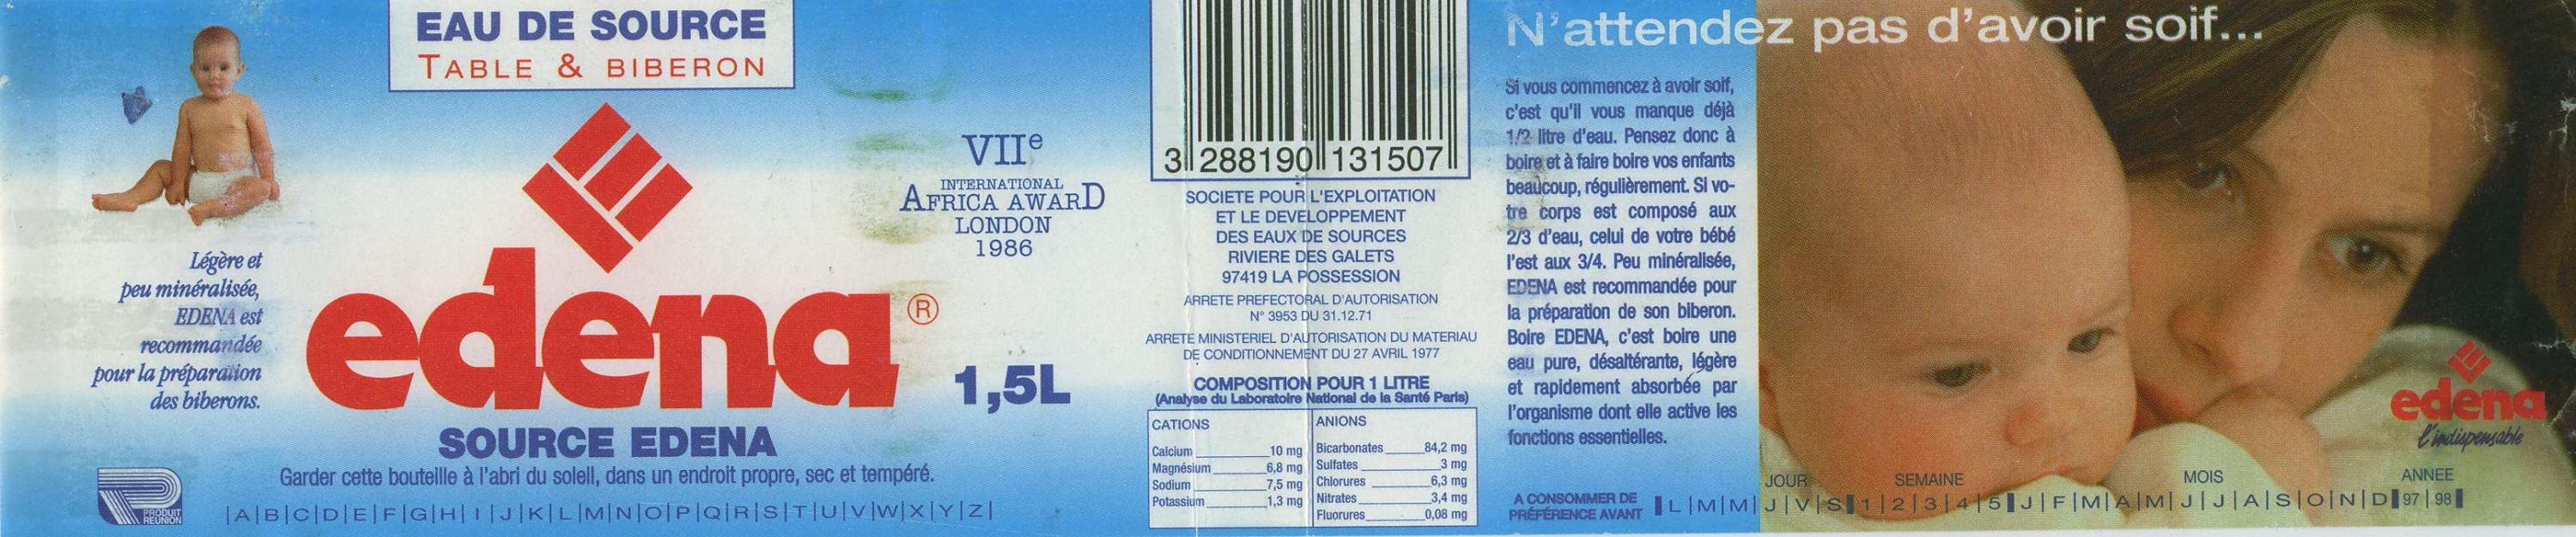 EAU DE SOURCE
TABLE & BIBERON
Légère et
peu minéralisée,
EDENA est
recommandée
pour la préparation
des biberons.
edena®
SOURCE EDENA
1,5L
Garder cette bouteille à l'abri du soleil, dans un endroit propre, sec et tempéré.
PRODUIT
REUNION
|A|B|C|D|E|F|G|H|I|J|K|L|M|N|O|P|Q|R|S|T|U|V|W|X|Y|Z|
VIIe
INTERNATIONAL
AFRICA AWARD
LONDON
1986
3 288190 131507
SOCIETE POUR L'EXPLOITATION
ET LE DEVELOPPEMENT
DES EAUX DE SOURCES
RIVIERE DES GALETS
97419 LA POSSESSION
ARRETE PREFECTORAL D'AUTORISATION
N° 3953 DU 31.12.71
ARRETE MINISTERIEL D'AUTORISATION DU MATERIAU
DE CONDITIONNEMENT DU 27 AVRIL 1977
COMPOSITION POUR 1 LITRE
(Analyse du Laboratoire National de la Santé Paris)
CATIONS
Calcium 10 mg
Magnésium 6,8 mg
Sodium 7,5 mg
Potassium 1,3 mg
ANIONS
Bicarbonates 84,2 mg
Sulfates 3 mg
Chlorures 6,3 mg
Nitrates 3,4 mg
Fluorures 0,08 mg
N'attendez pas d'avoir soif...
Si vous commencez à avoir soif,
c'est qu'il vous manque déjà
1/2 litre d'eau. Pensez donc à
boire et à faire boire vos enfants
beaucoup, régulièrement. Si vo-
tre corps est composé aux
2/3 d'eau, celui de votre bébé
l'est aux 3/4. Peu minéralisée,
EDENA est recommandée pour
la préparation de son biberon.
Boire EDENA, c'est boire une
eau pure, désaltérante, légère
et rapidement absorbée par
l'organisme dont elle active les
fonctions essentielles.
edena
l'indispensable
JOUR SEMAINE MOIS ANNEE
A CONSOMMER DE
PRÉFÉRENCE AVANT
|L|M|M|J|V|S|1|2|3|4|5|J|F|M|A|M|J|J|A|S|O|N|D|97|98|